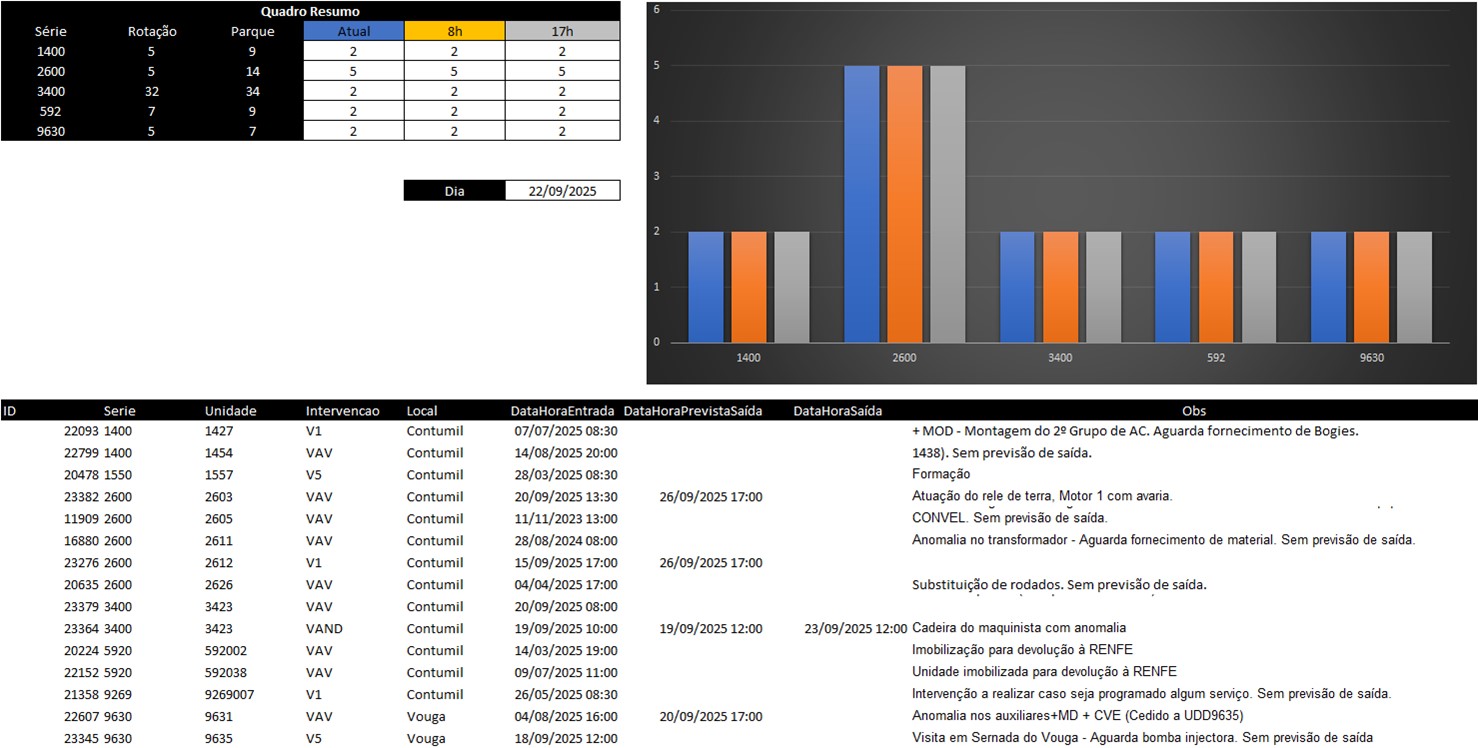 Quadro Resumo
Série Rotação Parque Atual 8h 17h
1400 5 9 2 2 2
2600 5 14 5 5 5
3400 32 34 2 2 2
592 7 9 2 2 2
9630 5 7 2 2 2
Dia 22/09/2025
6
5
4
3
2
1
0
1400 2600 3400 592 9630
ID Serie Unidade Intervencao Local DataHoraEntrada DataHoraPrevistaSaída DataHoraSaída Obs
22093 1400 1427 V1 Contumil 07/07/2025 08:30 + MOD - Montagem do 2º Grupo de AC. Aguarda fornecimento de Bogies.
22799 1400 1454 VAV Contumil 14/08/2025 20:00 1438). Sem previsão de saída.
20478 1550 1557 V5 Contumil 28/03/2025 08:30 Formação
23382 2600 2603 VAV Contumil 20/09/2025 13:30 26/09/2025 17:00 Atuação do rele de terra, Motor 1 com avaria.
11909 2600 2605 VAV Contumil 11/11/2023 13:00 CONVEL. Sem previsão de saída.
16880 2600 2611 VAV Contumil 28/08/2024 08:00 Anomalia no transformador - Aguarda fornecimento de material. Sem previsão de saída.
23276 2600 2612 V1 Contumil 15/09/2025 17:00 26/09/2025 17:00
20635 2600 2626 VAV Contumil 04/04/2025 17:00 Substituição de rodados. Sem previsão de saída.
23379 3400 3423 VAV Contumil 20/09/2025 08:00
23364 3400 3423 VAND Contumil 19/09/2025 10:00 19/09/2025 12:00 23/09/2025 12:00 Cadeira do maquinista com anomalia
20224 5920 592002 VAV Contumil 14/03/2025 19:00 Imobilização para devolução à RENFE
22152 5920 592038 VAV Contumil 09/07/2025 11:00 Unidade imobilizada para devolução à RENFE
21358 9269 9269007 V1 Contumil 26/05/2025 08:30 Intervenção a realizar caso seja programado algum serviço. Sem previsão de saída.
22607 9630 9631 VAV Vouga 04/08/2025 16:00 20/09/2025 17:00 Anomalia nos auxiliares+MD + CVE (Cedido a UDD9635)
23345 9630 9635 V5 Vouga 18/09/2025 12:00 Visita em Sernada do Vouga - Aguarda bomba injectora. Sem previsão de saída